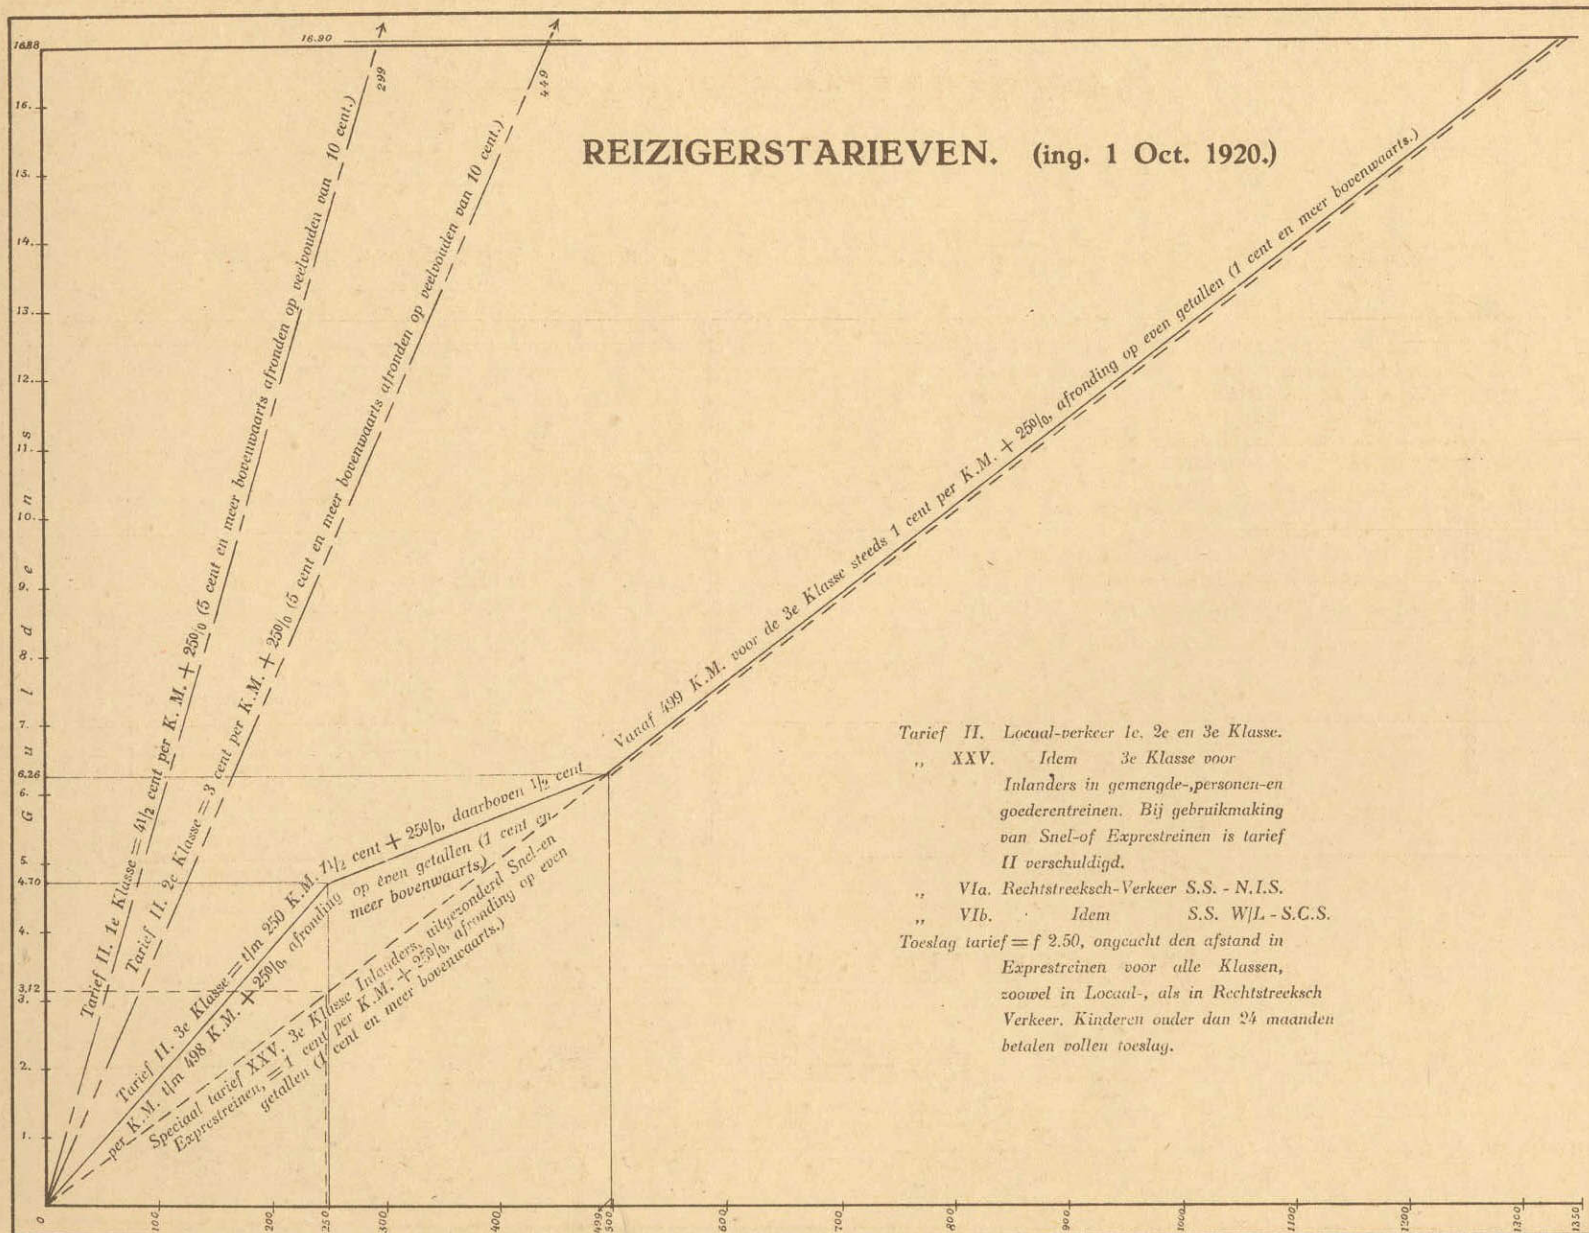 REIZIGERSTARIEVEN. (ing. 1 Oct. 1920.)
Guldens
16.88
16.
15.
14.
13.
12.
11.
10.
9.
8.
7.
6.26
6.
5.
4.70
4.
3.12
3.
2.
1.
16.90
299
449
Tarief II. 1e Klasse = 4 1/2 cent per K. M. + 25% (5 cent en meer bovenwaarts afronden op veelvouden van 10 cent.)
Tarief II. 2e Klasse = 3 cent per K.M. + 25% (5 cent en meer bovenwaarts afronden op veelvouden van 10 cent.)
Tarief II. 3e Klasse = t/m 250 K.M. 1 1/2 cent + 25%, daarboven 1/2 cent
per K.M. t/m 498 K.M. + 25%, afronding op even getallen (1 cent en
meer bovenwaarts.)
Speciaal tarief XXV. 3e Klasse Inlanders, uitgezonderd Snel-en
Exprestreinen, = 1 cent per K.M. + 25%, afronding op even
getallen (1 cent en meer bovenwaarts.)
Vanaf 499 K.M. voor de 3e Klasse steeds 1 cent per K.M. + 25%, afronding op even getallen (1 cent en meer bovenwaarts.)
Tarief II. Locaal-verkeer 1e. 2e en 3e Klasse.
„ XXV. Idem 3e Klasse voor
Inlanders in gemengde-,personen-en
goederentreinen. Bij gebruikmaking
van Snel-of Exprestreinen is tarief
II verschuldigd.
„ VIa. Rechtstreeksch-Verkeer S.S. - N.I.S.
„ VIb. Idem S.S. W/L - S.C.S.
Toeslag tarief = f 2.50, ongeacht den afstand in
Exprestreinen voor alle Klassen,
zoowel in Locaal-, als in Rechtstreeksch
Verkeer. Kinderen ouder dan 24 maanden
betalen vollen toeslag.
0 100 200 250 300 400 499 500 600 700 800 900 1000 1100 1200 1300 1350